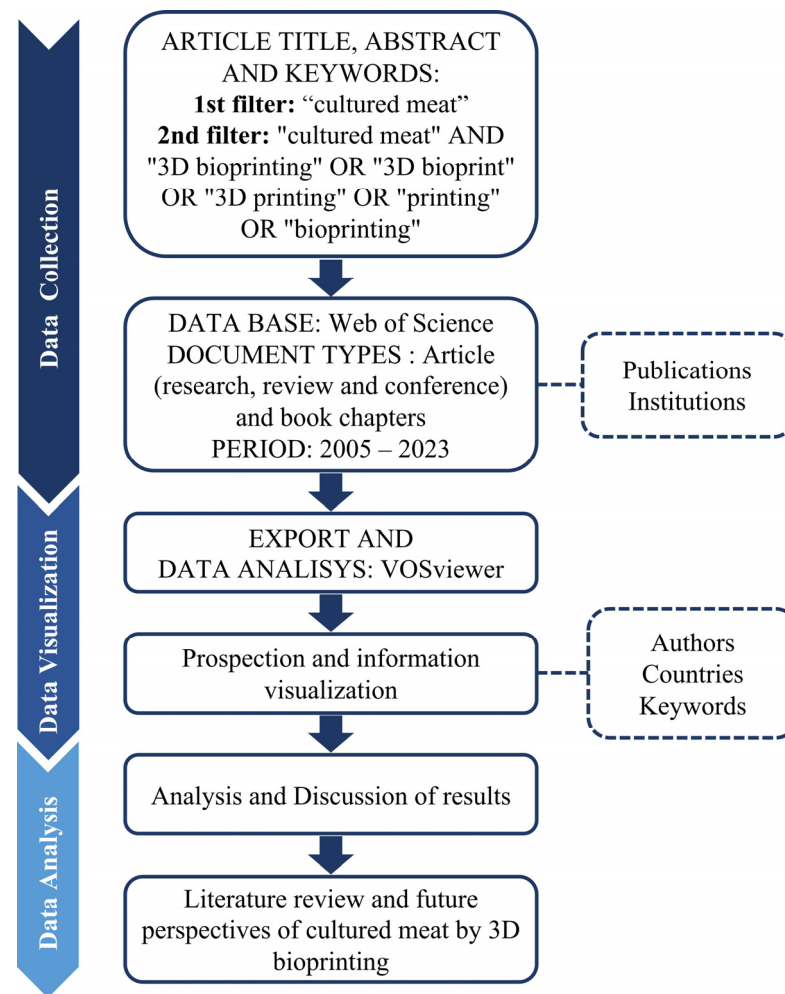 Data Collection
ARTICLE TITLE, ABSTRACT
AND KEYWORDS:
1st filter: “cultured meat”
2nd filter: "cultured meat" AND
"3D bioprinting" OR "3D bioprint"
OR "3D printing" OR "printing"
OR "bioprinting"
DATA BASE: Web of Science
DOCUMENT TYPES : Article
(research, review and conference)
and book chapters
PERIOD: 2005 – 2023
Publications
Institutions
Data Visualization
EXPORT AND
DATA ANALISYS: VOSviewer
Prospection and information
visualization
Authors
Countries
Keywords
Data Analysis
Analysis and Discussion of results
Literature review and future
perspectives of cultured meat by 3D
bioprinting